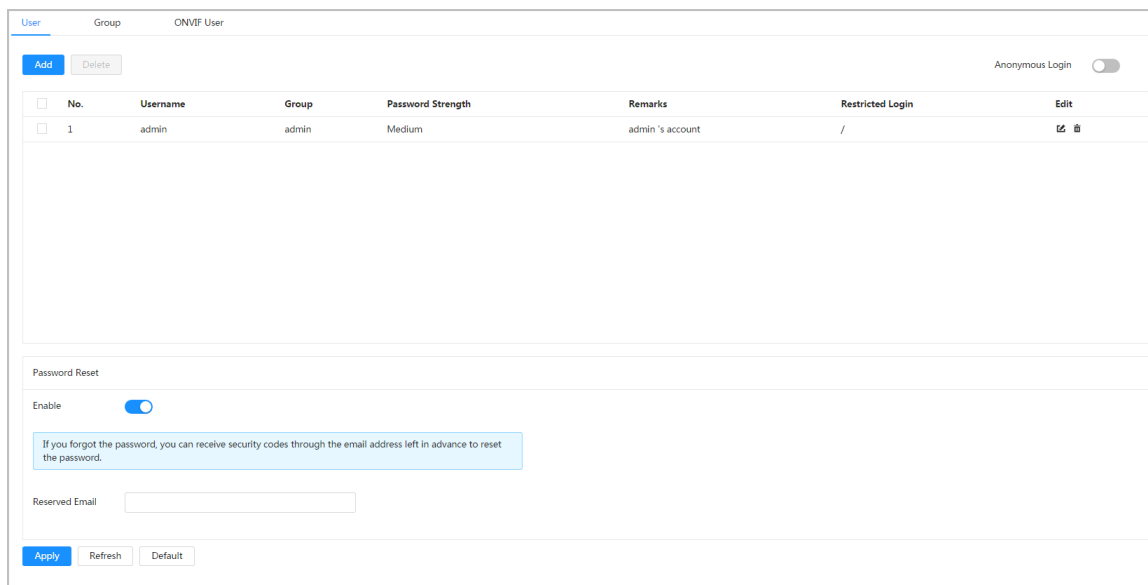 User Group ONVIF User
Add Delete Anonymous Login
No. Username Group Password Strength Remarks Restricted Login Edit
1 admin admin Medium admin 's account /
Password Reset
Enable
If you forgot the password, you can receive security codes through the email address left in advance to reset
the password.
Reserved Email
Apply Refresh Default